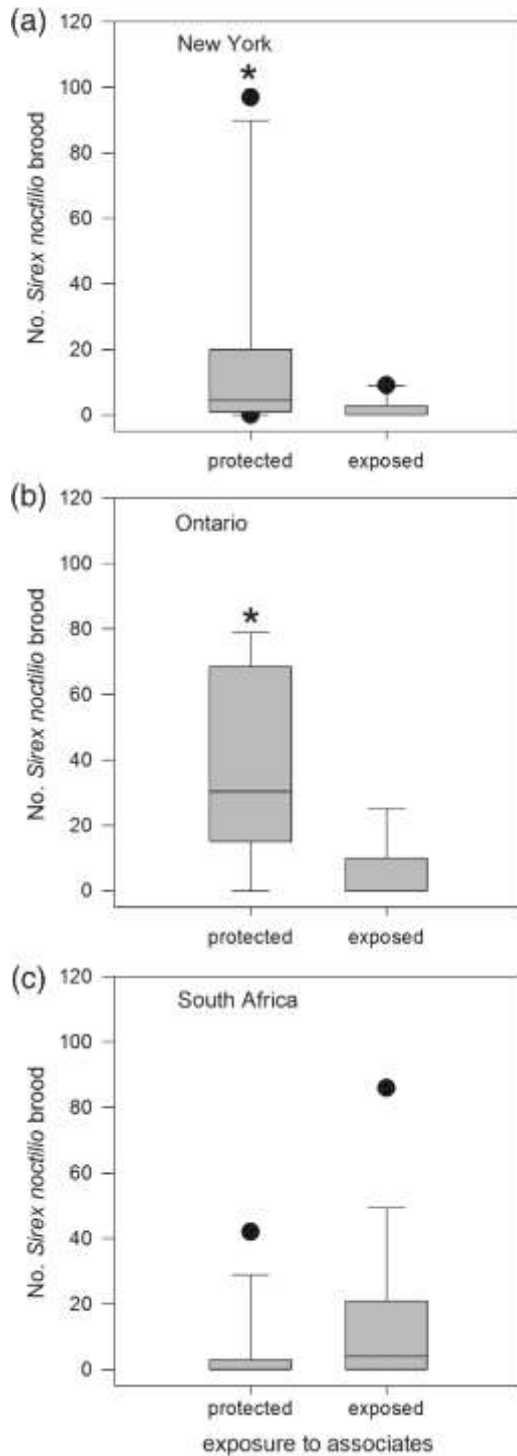 (a)
New York
*
120
100
80
60
40
20
0
No. Sirex noctilio brood
protected exposed
(b)
Ontario
*
120
100
80
60
40
20
0
No. Sirex noctilio brood
protected exposed
(c)
South Africa
120
100
80
60
40
20
0
No. Sirex noctilio brood
protected exposed
exposure to associates